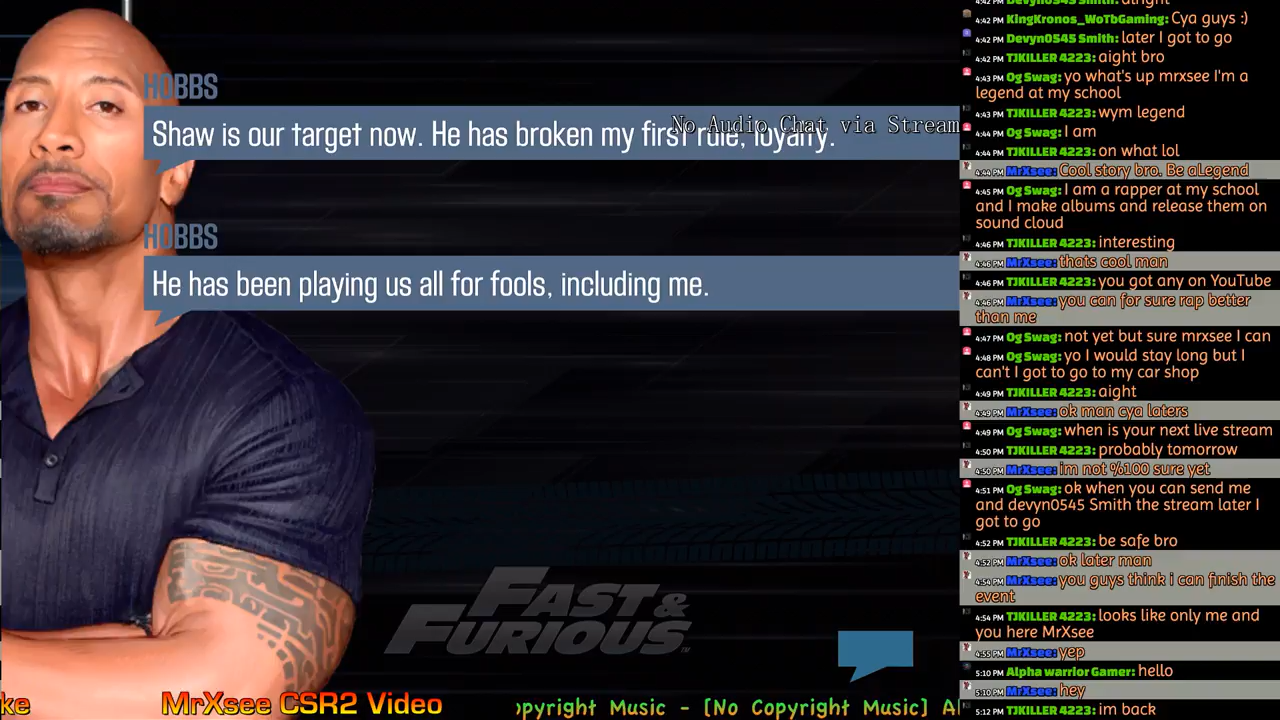 HOBBS
Shaw is our target now. He has broken my first rule, loyalty.
No Audio Chat via Stream
HOBBS
He has been playing us all for fools, including me.
FAST &
FURIOUS
ke
MrXsee CSR2 Video
opyright Music - [No Copyright Music] A
4:42 PM Devyn0545 Smith: alright
4:42 PM KingKronos_WoTbGaming: Cya guys :)
4:42 PM Devyn0545 Smith: later I got to go
4:42 PM TJKILLER 4223: aight bro
4:43 PM Og Swag: yo what's up mrxsee I'm a
legend at my school
4:43 PM TJKILLER 4223: wym legend
4:44 PM Og Swag: I am
4:44 PM TJKILLER 4223: on what lol
4:44 PM MrXsee: Cool story bro. Be aLegend
4:45 PM Og Swag: I am a rapper at my school
and I make albums and release them on
sound cloud
4:46 PM TJKILLER 4223: interesting
4:46 PM MrXsee: thats cool man
4:46 PM TJKILLER 4223: you got any on YouTube
4:46 PM MrXsee: you can for sure rap better
than me
4:47 PM Og Swag: not yet but sure mrxsee I can
4:48 PM Og Swag: yo I would stay long but I
can't I got to go to my car shop
4:49 PM TJKILLER 4223: aight
4:49 PM MrXsee: ok man cya laters
4:49 PM Og Swag: when is your next live stream
4:50 PM TJKILLER 4223: probably tomorrow
4:50 PM MrXsee: im not %100 sure yet
4:51 PM Og Swag: ok when you can send me
and devyn0545 Smith the stream later I
got to go
4:52 PM TJKILLER 4223: be safe bro
4:52 PM MrXsee: ok later man
4:54 PM MrXsee: you guys think i can finish the
event
4:54 PM TJKILLER 4223: looks like only me and
you here MrXsee
4:55 PM MrXsee: yep
5:10 PM Alpha warrior Gamer: hello
5:10 PM MrXsee: hey
5:12 PM TJKILLER 4223: im back